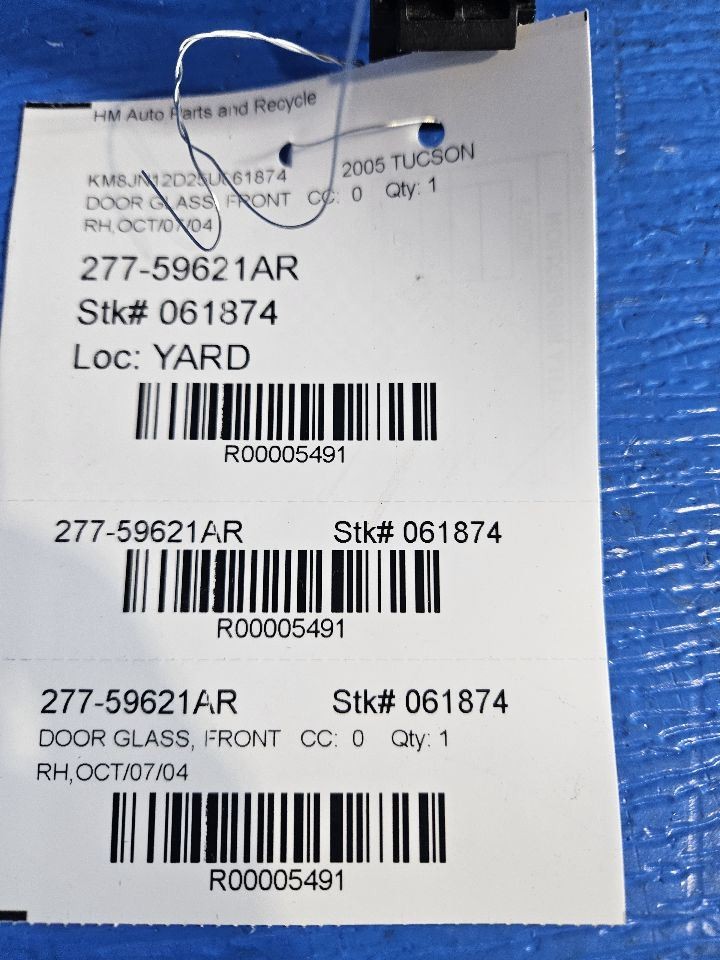 HM Auto Parts and Recycle
KM8JN12D25U061874 2005 TUCSON
DOOR GLASS, FRONT CC: 0 Qty: 1
RH,OCT/07/04
277-59621AR
Stk# 061874
Loc: YARD
R00005491
277-59621AR Stk# 061874
R00005491
277-59621AR Stk# 061874
DOOR GLASS, FRONT CC: 0 Qty: 1
RH,OCT/07/04
R00005491